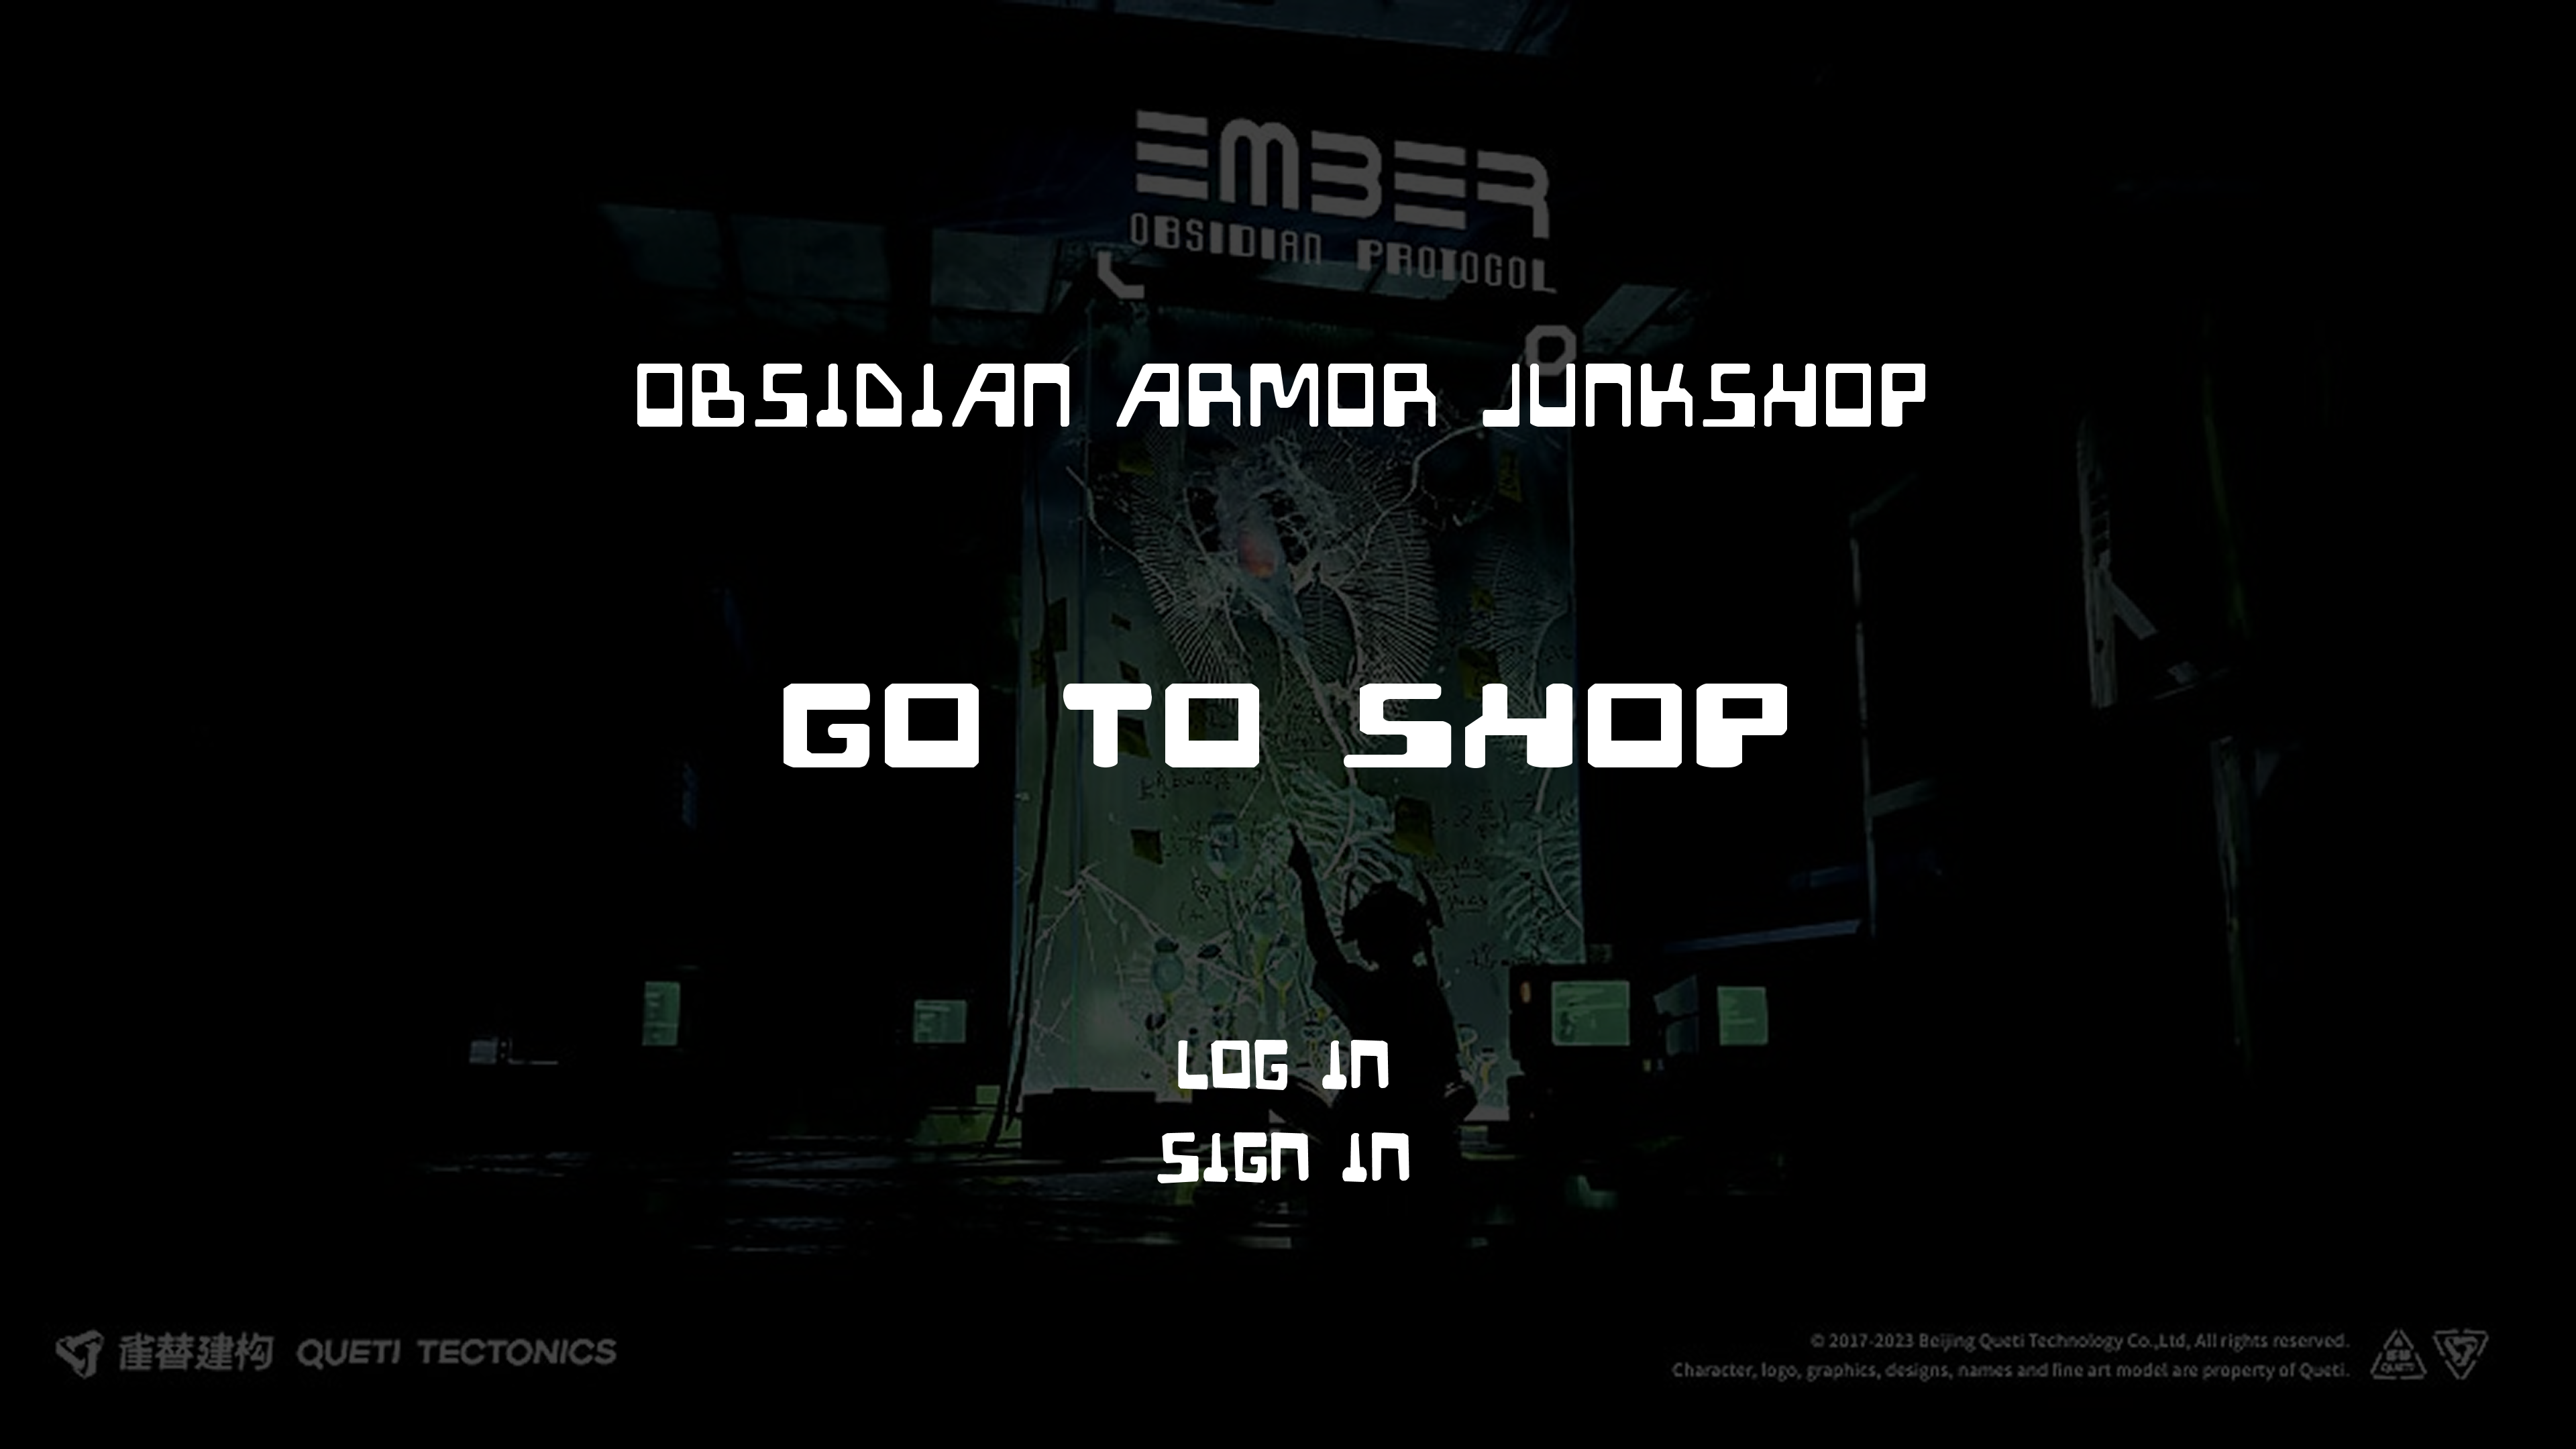 EMBER
OBSIDIAN PROTOCOL
OBSIDIAN ARMOR JUNKSHOP
GO TO SHOP
LOG IN
SIGN IN
雀替建构 QUETI TECTONICS
© 2017-2023 Beijing Queti Technology Co.,Ltd, All rights reserved.
Character, logo, graphics, designs, names and fine art model are property of Queti.